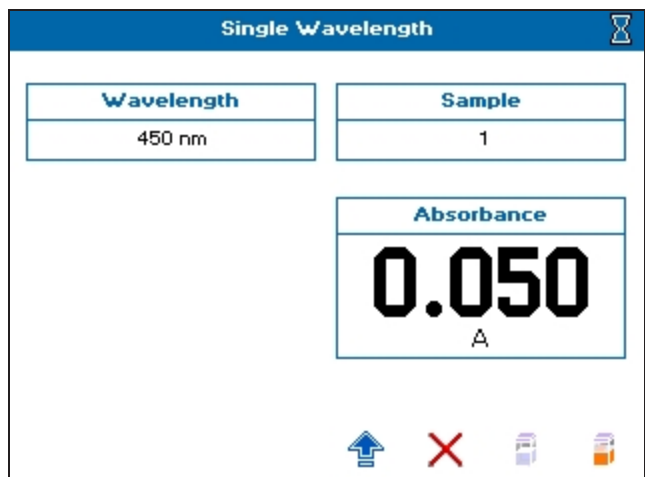 Single Wavelength
Wavelength
450 nm
Sample
1
Absorbance
0.050
A